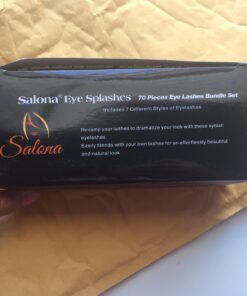 Salona® Eye Splashes 70 Pieces Eye Lashes Bundle Set
Includes 7 Different Styles of Eyelashes
Revamp your lashes to dramatize your look with these sylish
eyelashes.
Easily blends with your own lashes for an effortlessly beautiful
and natural look
Salona